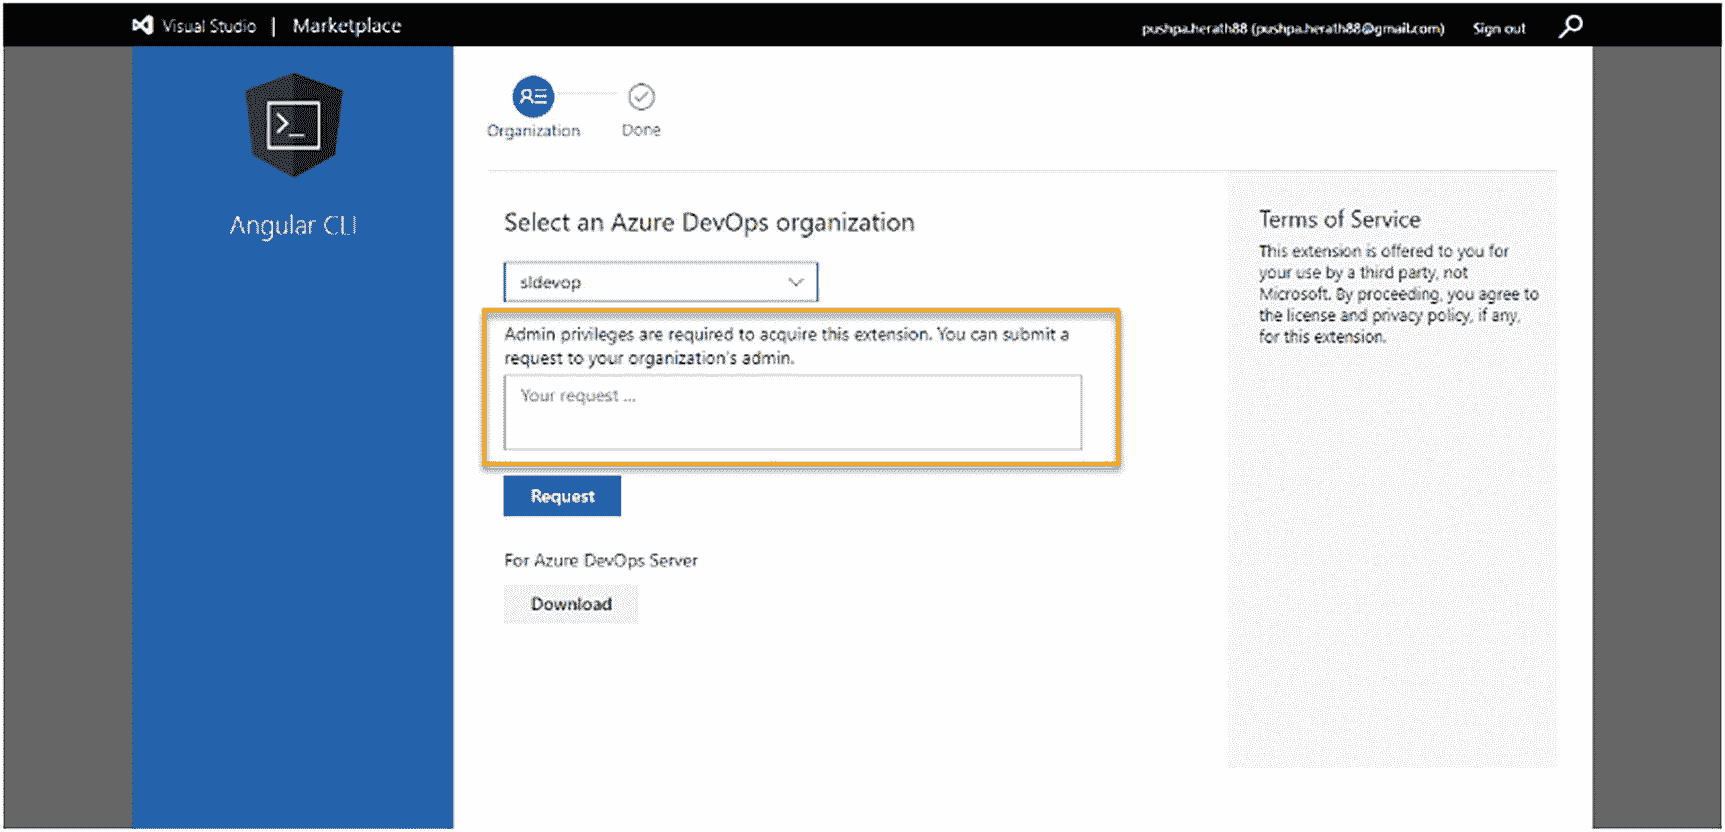 Visual Studio | Marketplace
pushpa.herath88 (pushpa.herath88@gmail.com)
Sign out
Angular CLI
Organization
Done
Select an Azure DevOps organization
sldevop
Admin privileges are required to acquire this extension. You can submit a
request to your organization's admin.
Your request ...
Request
For Azure DevOps Server
Download
Terms of Service
This extension is offered to you for
your use by a third party, not
Microsoft. By proceeding, you agree to
the license and privacy policy, if any,
for this extension.